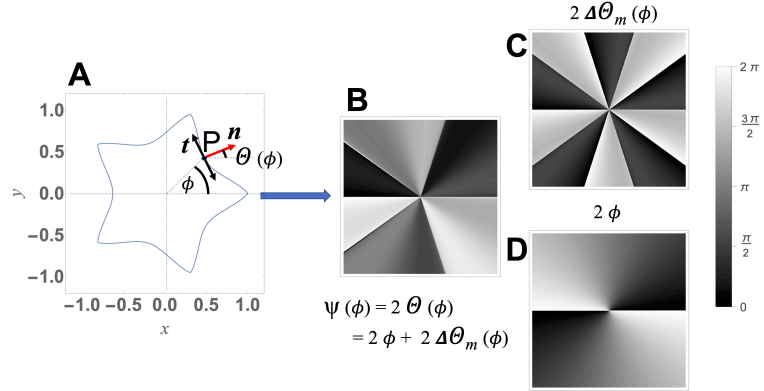 A
1.0
0.5
0.0
−0.5
−1.0
y
−1.0 −0.5 0.0 0.5 1.0
x
P
n
t
Θ (ϕ)
ϕ
B
ψ (ϕ) = 2 Θ (ϕ)
= 2 ϕ + 2 ΔΘₘ (ϕ)
2 ΔΘₘ (ϕ)
C
2 ϕ
D
2 π
3π/2
π
π/2
0